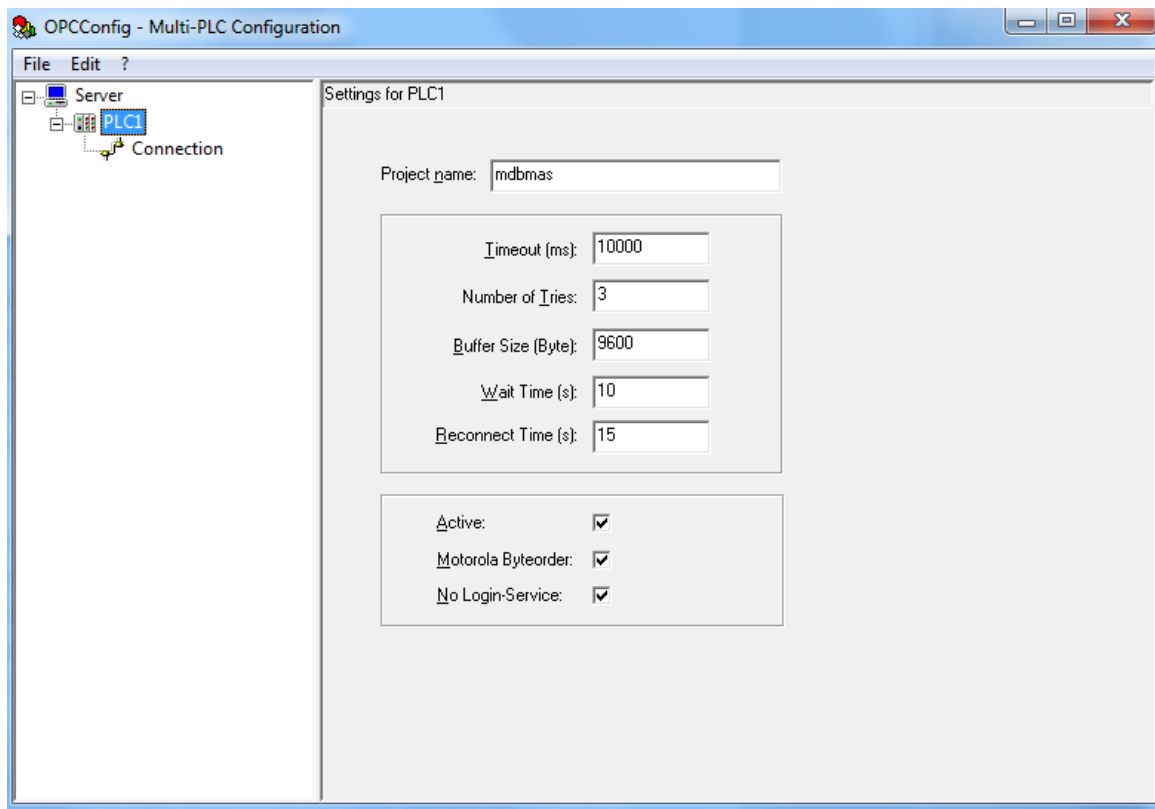 OPCConfig - Multi-PLC Configuration
File Edit ?
Server
PLC1
Connection
Settings for PLC1
Project name: mdbmas
Timeout (ms): 10000
Number of Tries: 3
Buffer Size (Byte): 9600
Wait Time (s): 10
Reconnect Time (s): 15
Active:
Motorola Byteorder:
No Login-Service: